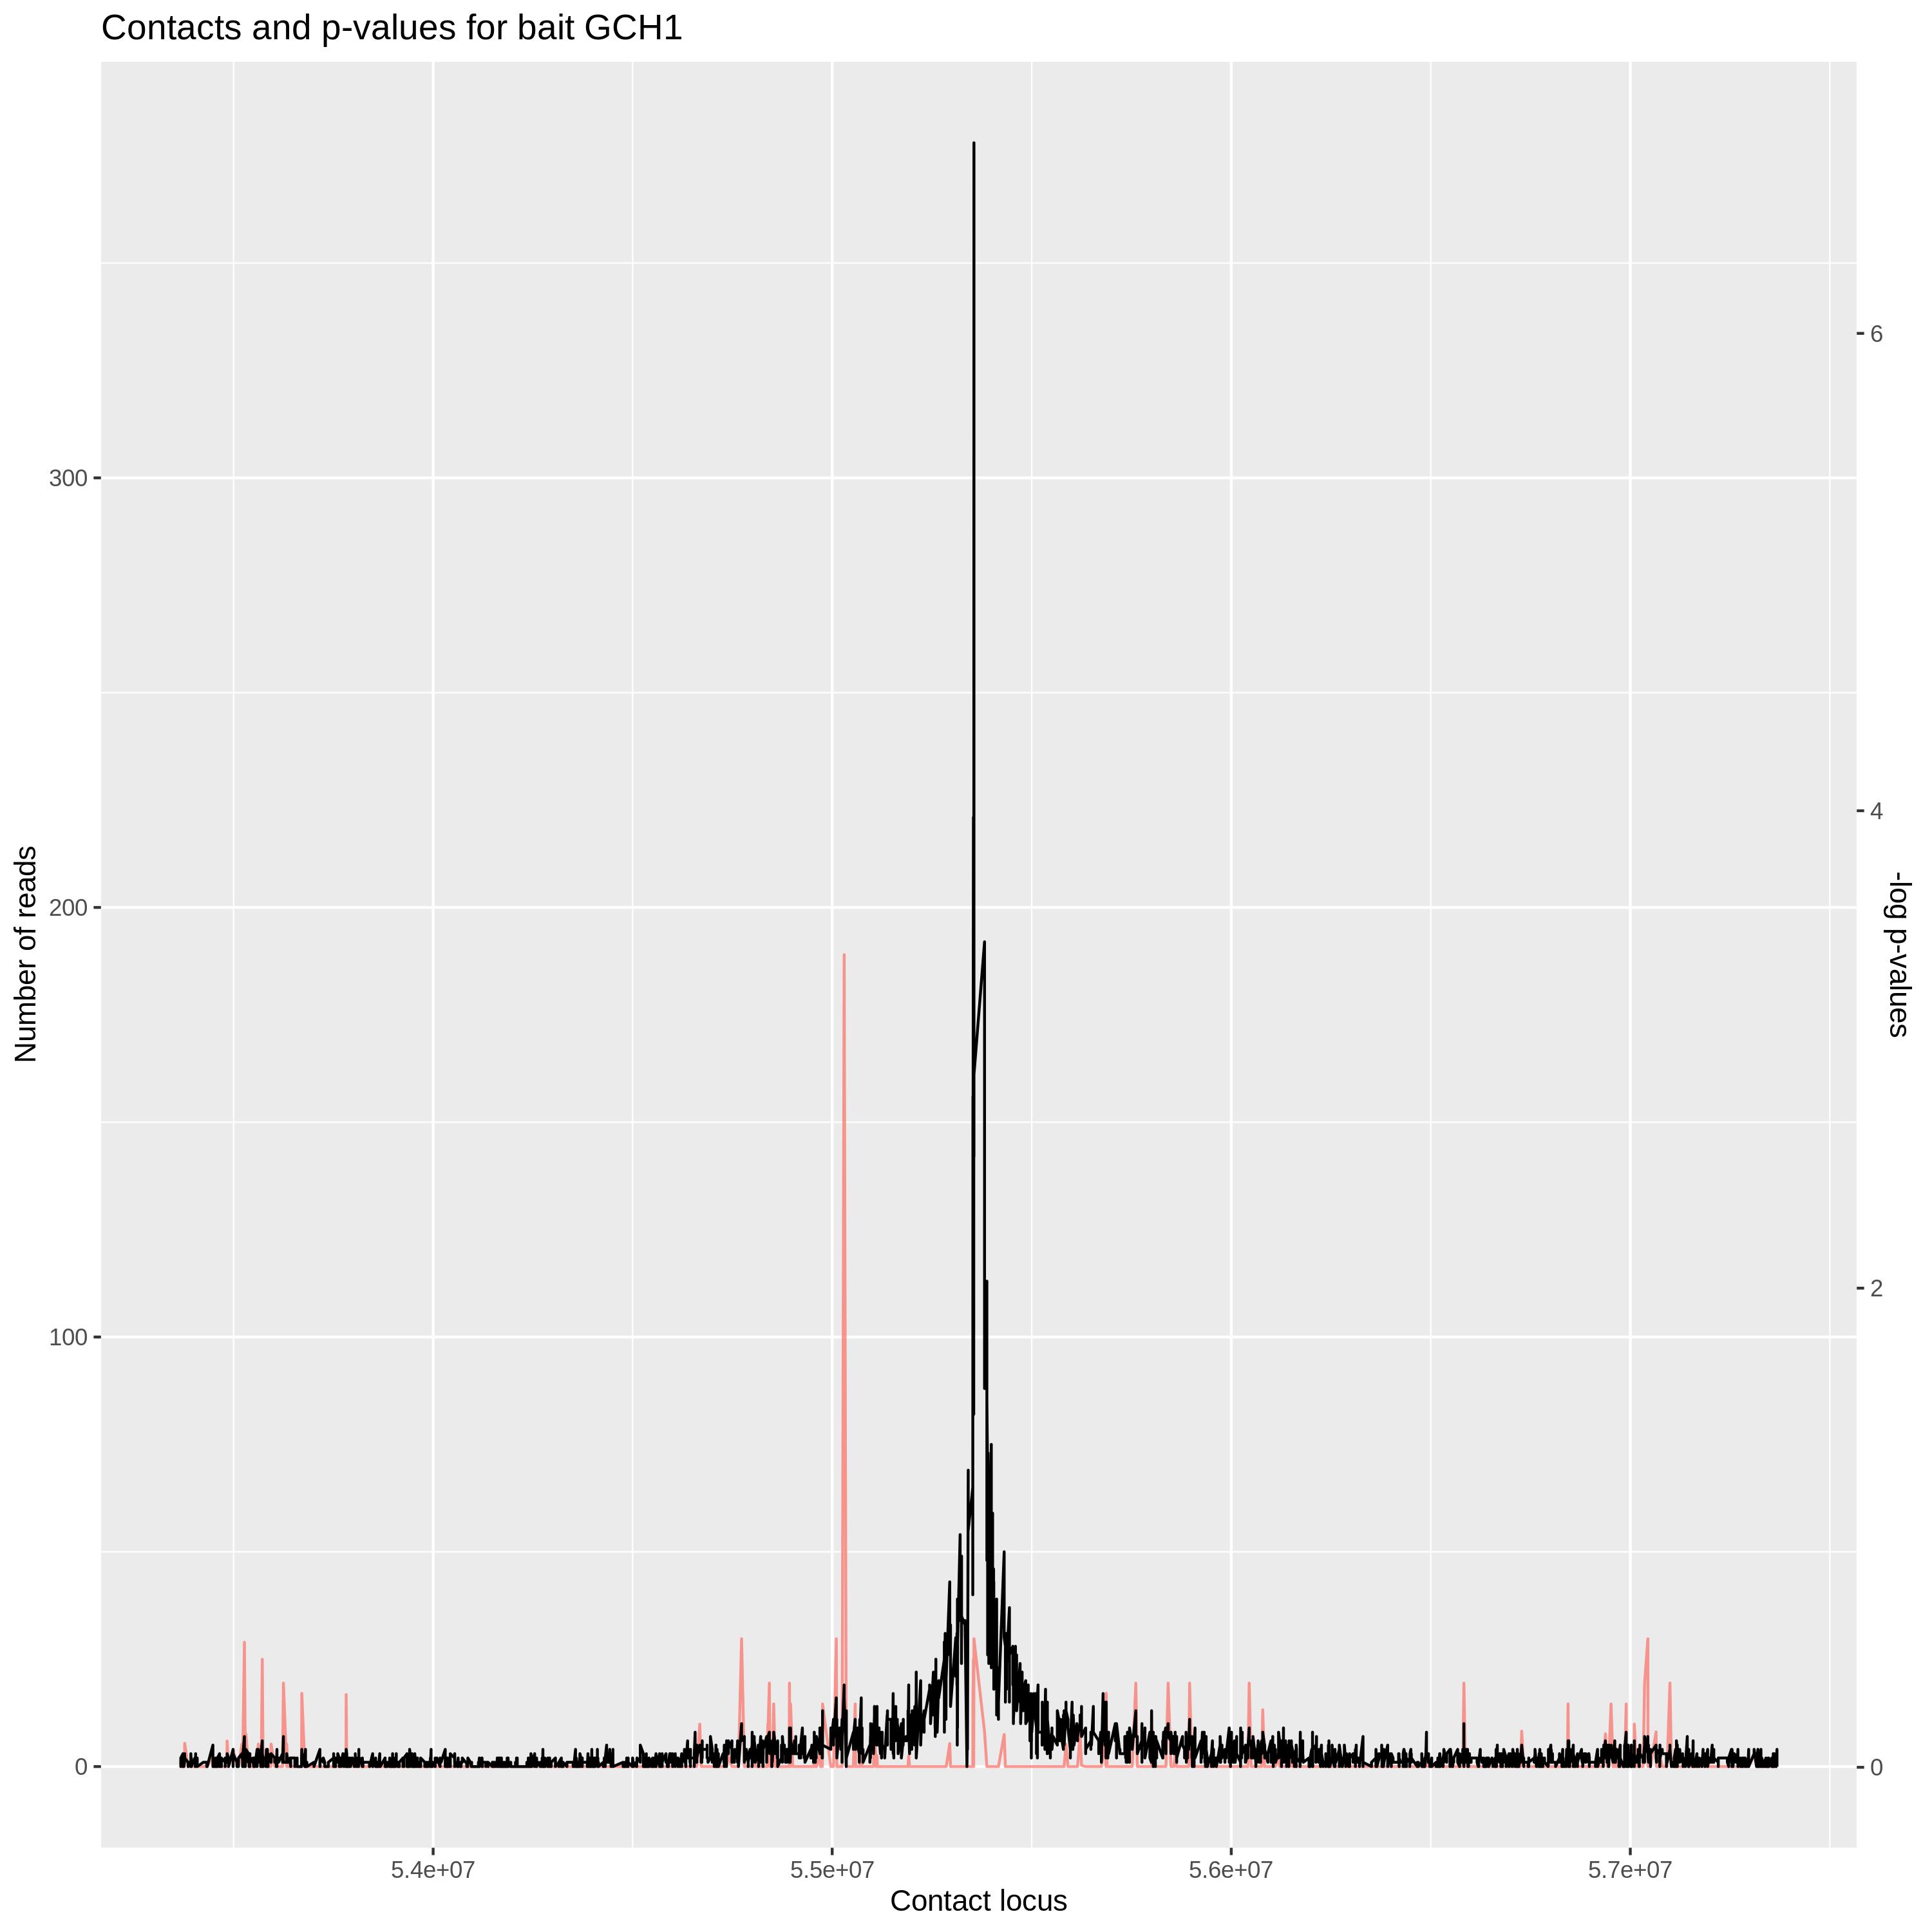 Contacts and p-values for bait GCH1
Number of reads
300
200
100
0
6
4
2
0
-log p-values
5.4e+07
5.5e+07
5.6e+07
5.7e+07
Contact locus